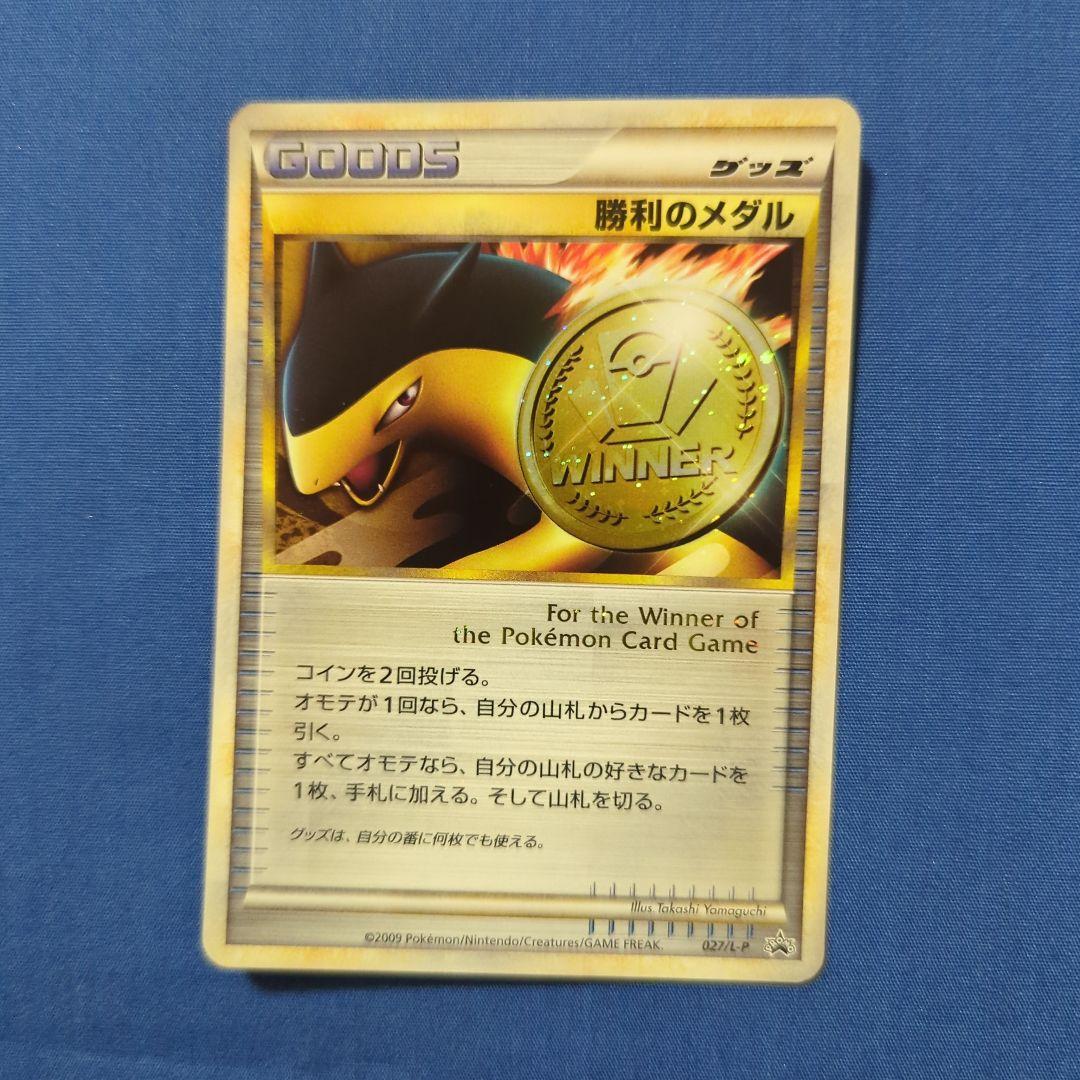 GOODS
グッズ
勝利のメダル
WINNER
For the Winner of
the Pokémon Card Game
コインを2回投げる。
オモテが1回なら、自分の山札からカードを1枚
引く。
すべてオモテなら、自分の山札の好きなカードを
1枚、手札に加える。そして山札を切る。
グッズは、自分の番に何枚でも使える。
Illus. Takashi Yamaguchi
©2009 Pokémon/Nintendo/Creatures/GAME FREAK.
027/L-P